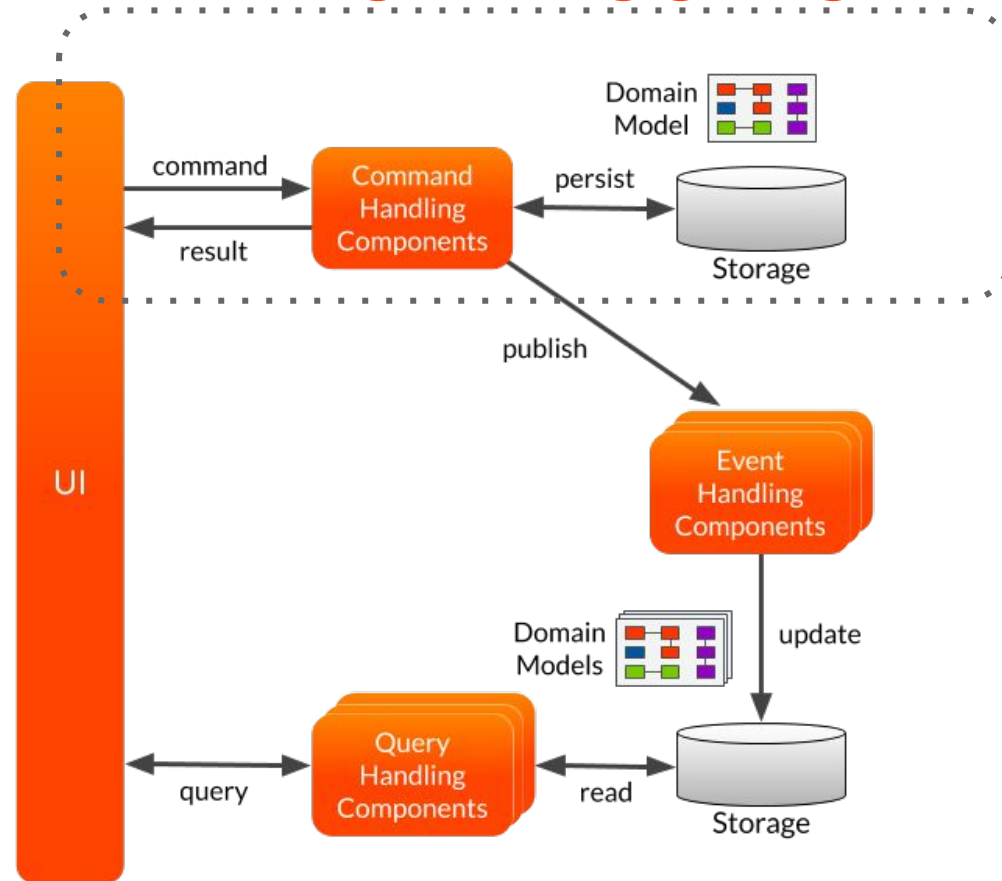 Domain
Model
command
Command
Handling
Components
persist
result
Storage
publish
UI
Event
Handling
Components
Domain
Models
update
Query
Handling
Components
query
read
Storage